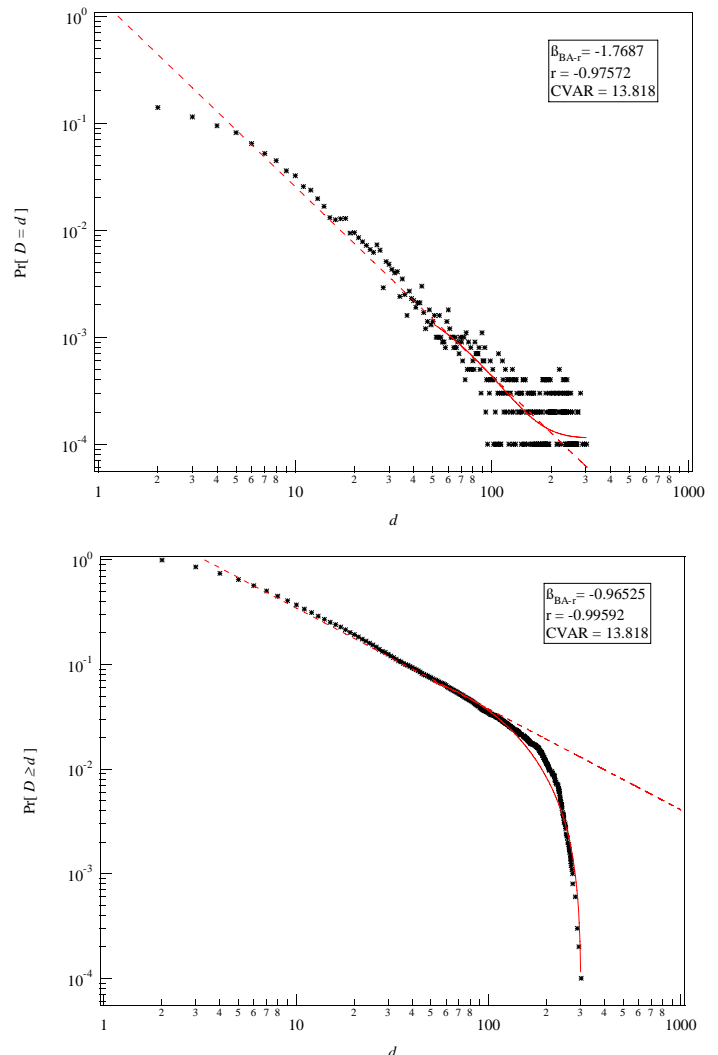 10^0
ß_BA-r = -1.7687
r = -0.97572
CVAR = 13.818
10^-1
10^-2
10^-3
10^-4
Pr[ D = d ]
2 3 4 5 6 7 8 2 3 4 5 6 7 8 2 3 4 5 6 7 8
1 10 100 1000
d
10^0
ß_BA-r = -0.96525
r = -0.99592
CVAR = 13.818
10^-1
10^-2
10^-3
10^-4
Pr[ D ≥ d ]
2 3 4 5 6 7 8 2 3 4 5 6 7 8 2 3 4 5 6 7 8
1 10 100 1000
d